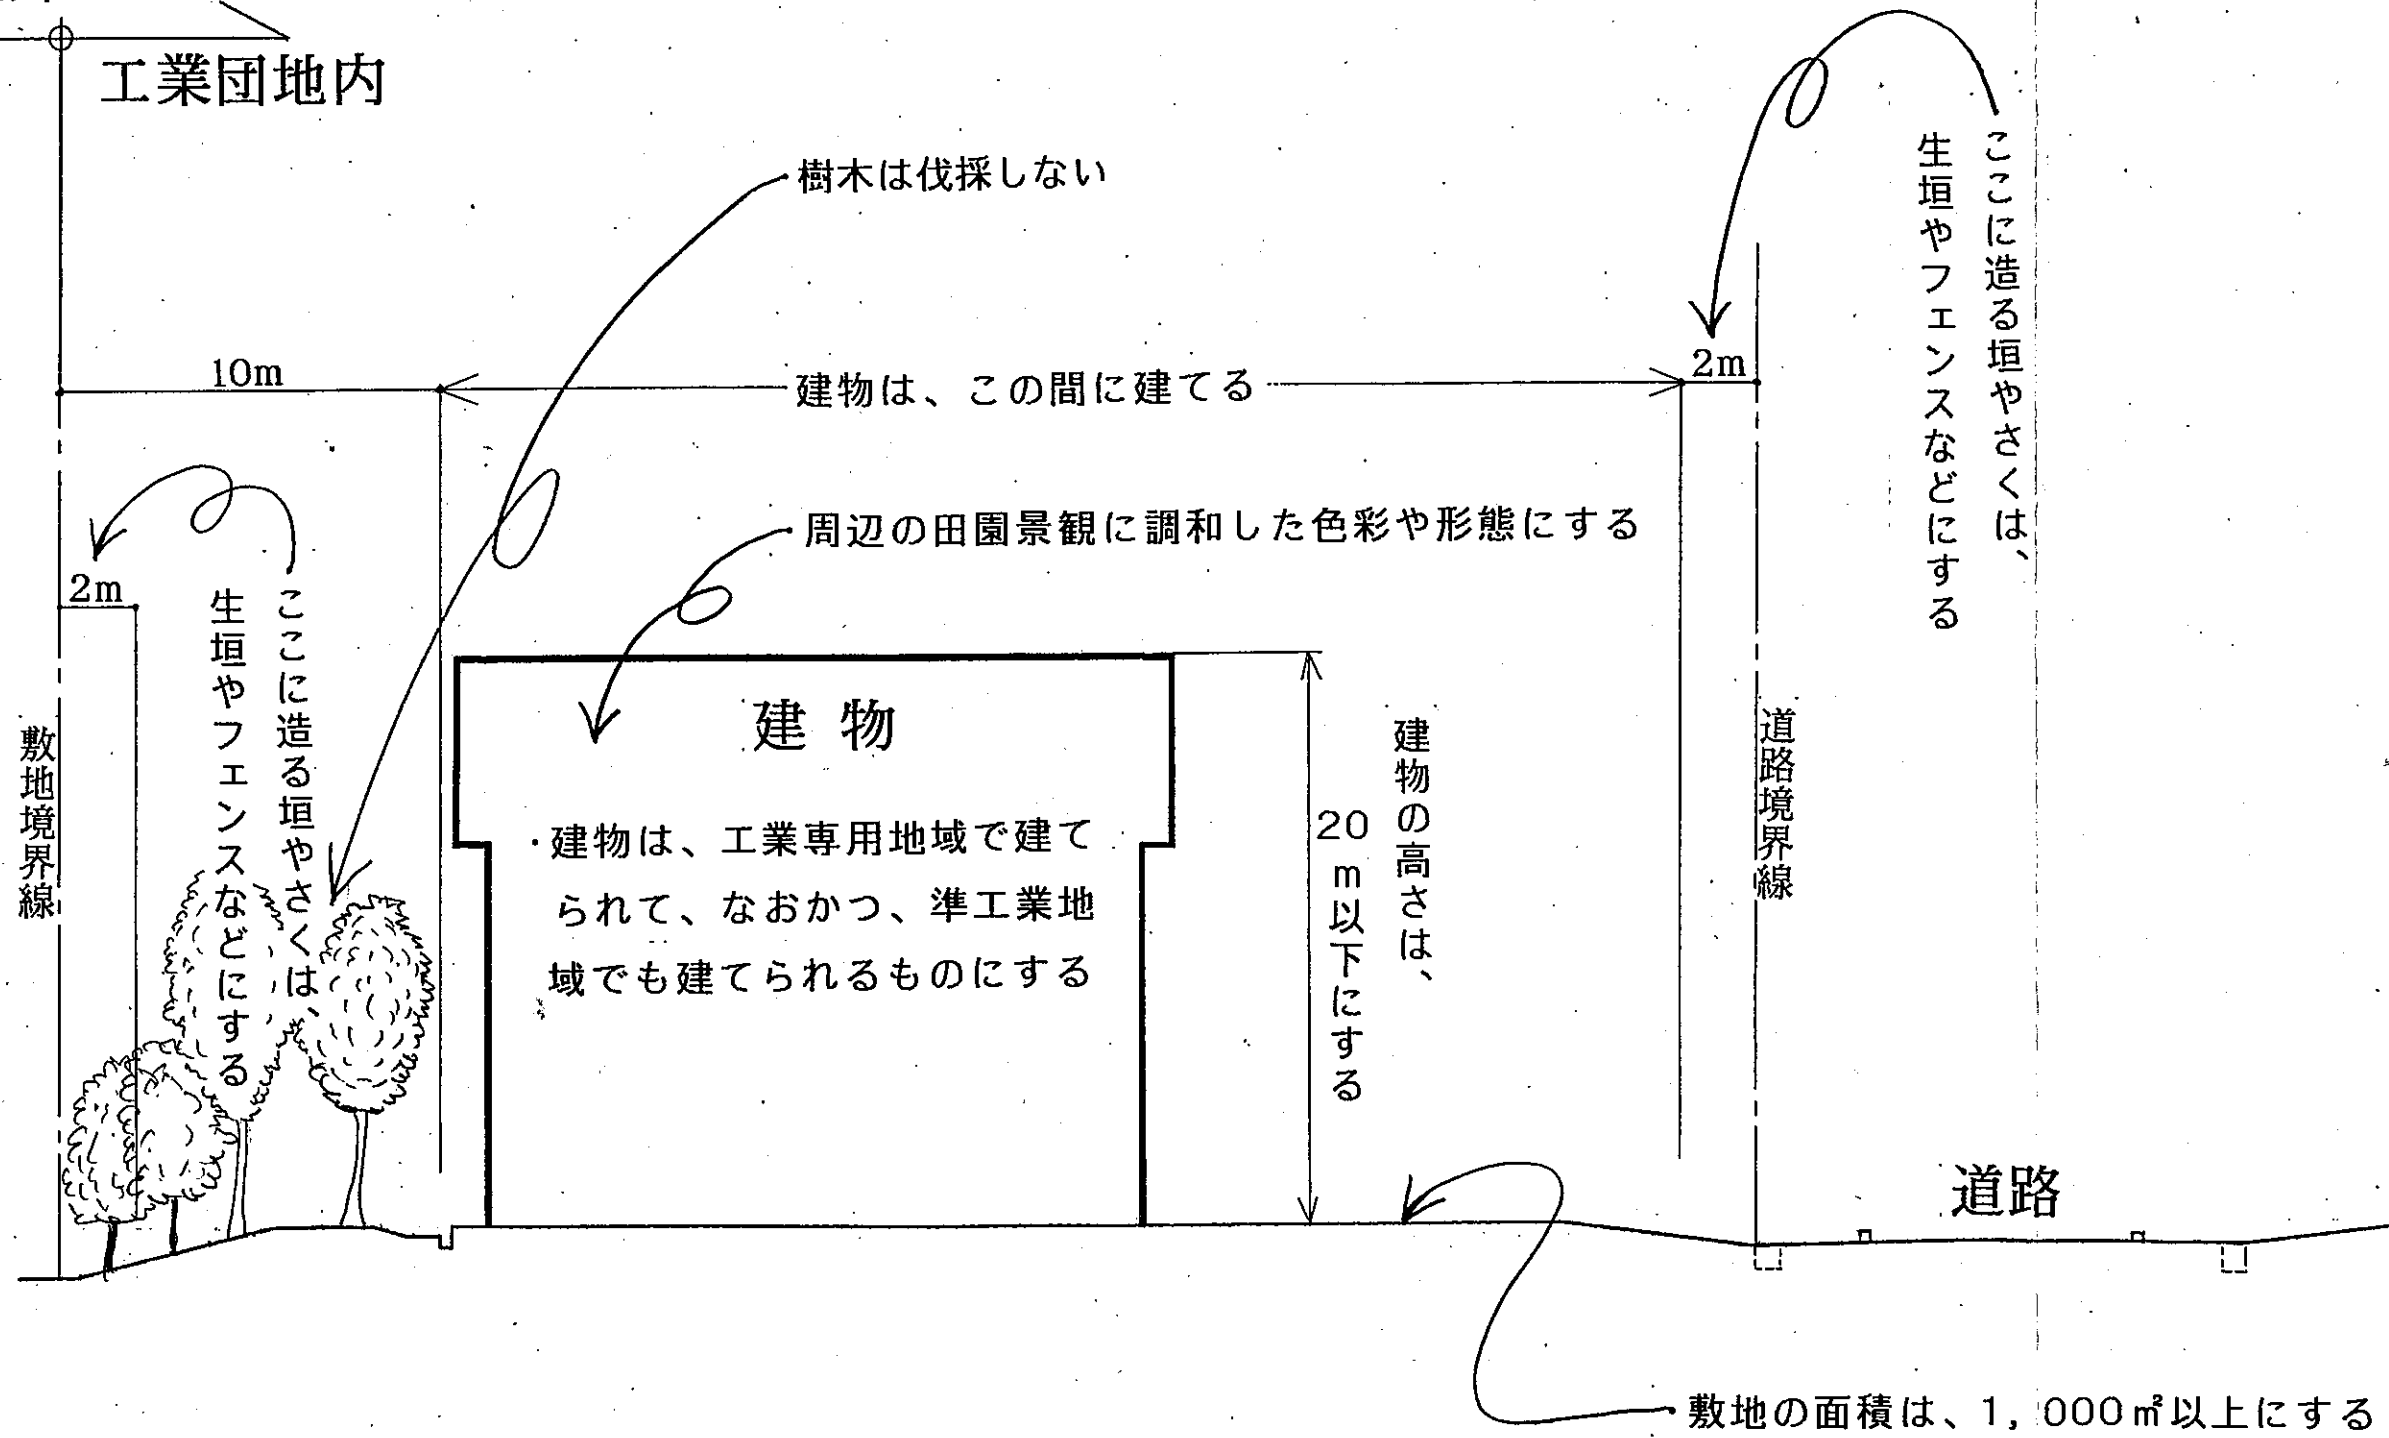 工業団地内
樹木は伐採しない
ここに造る垣やさくは、
生垣やフェンスなどにする
10m
建物は、この間に建てる
2m
周辺の田園景観に調和した色彩や形態にする
2m
ここに造る垣やさくは、
生垣やフェンスなどにする
敷地境界線
建物
・建物は、工業専用地域で建て
られて、なおかつ、準工業地
域でも建てられるものにする
建物の高さは、
20m以下にする
道路境界線
道路
敷地の面積は、1,000㎡以上にする